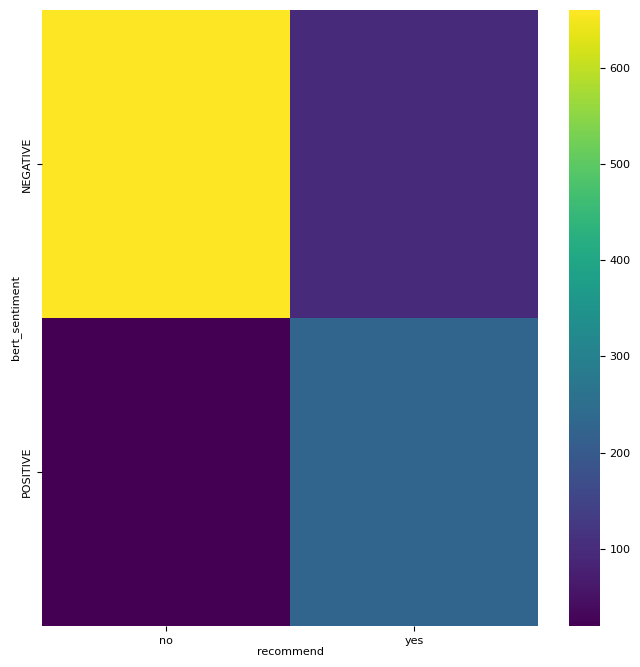 bert_sentiment
NEGATIVE
POSITIVE
no
yes
recommend
600
500
400
300
200
100